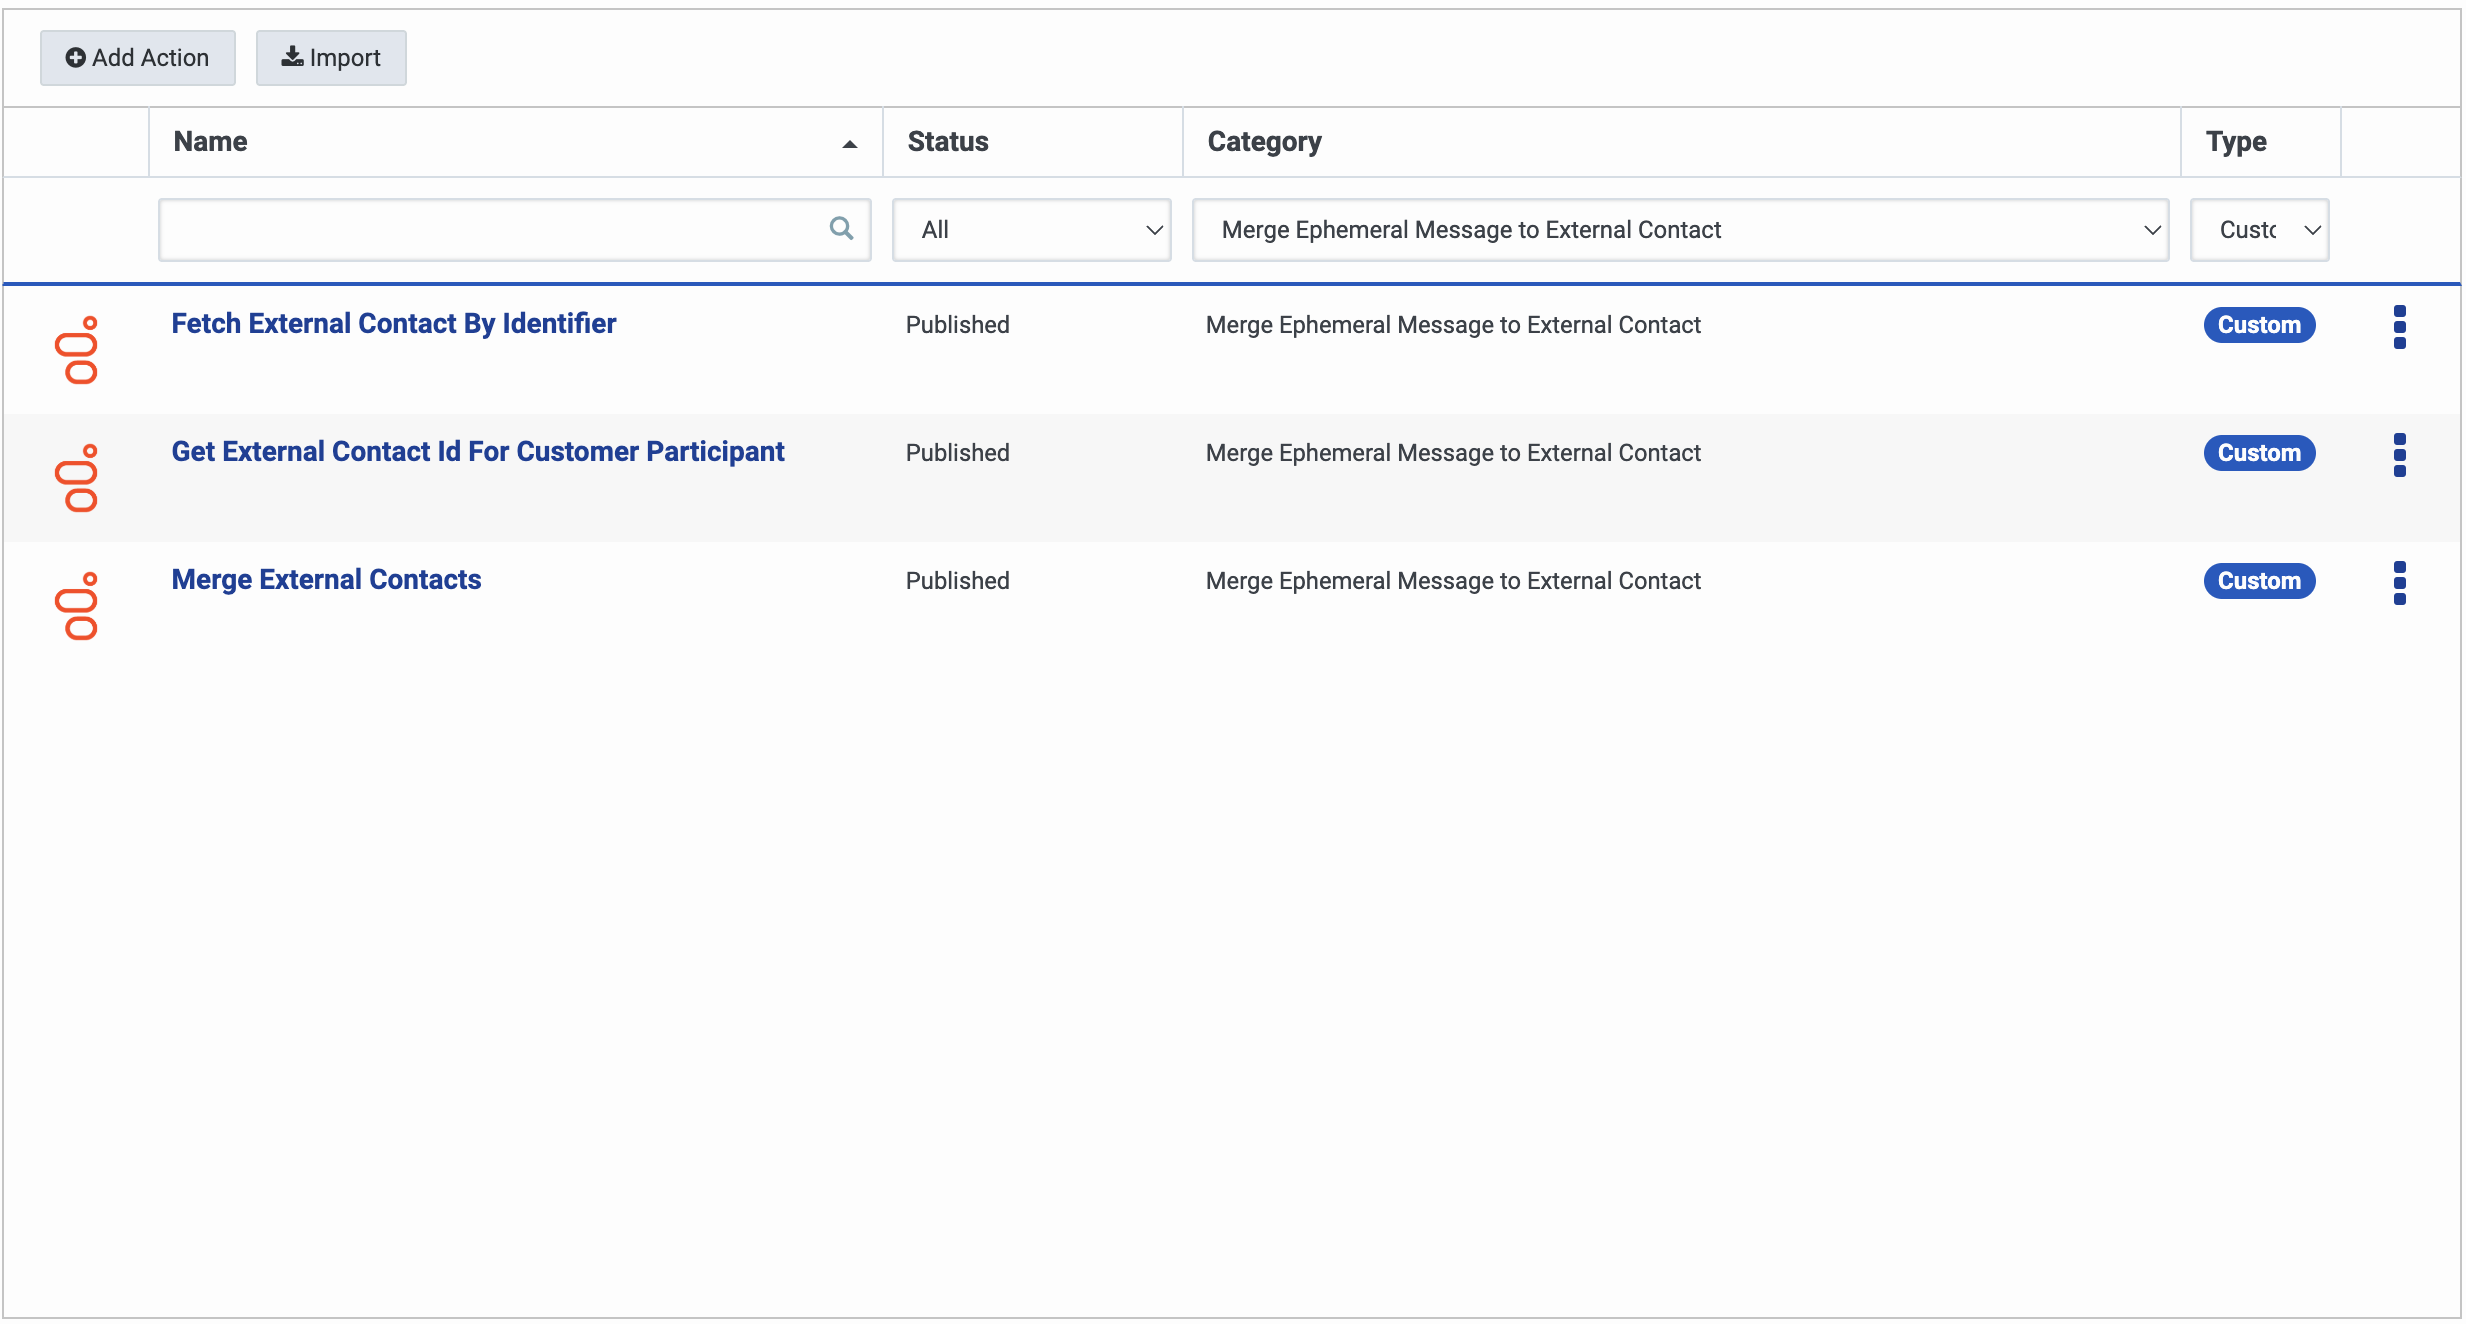 Add Action Import
Name Status Category Type
All Merge Ephemeral Message to External Contact Custo
Fetch External Contact By Identifier Published Merge Ephemeral Message to External Contact Custom
Get External Contact Id For Customer Participant Published Merge Ephemeral Message to External Contact Custom
Merge External Contacts Published Merge Ephemeral Message to External Contact Custom